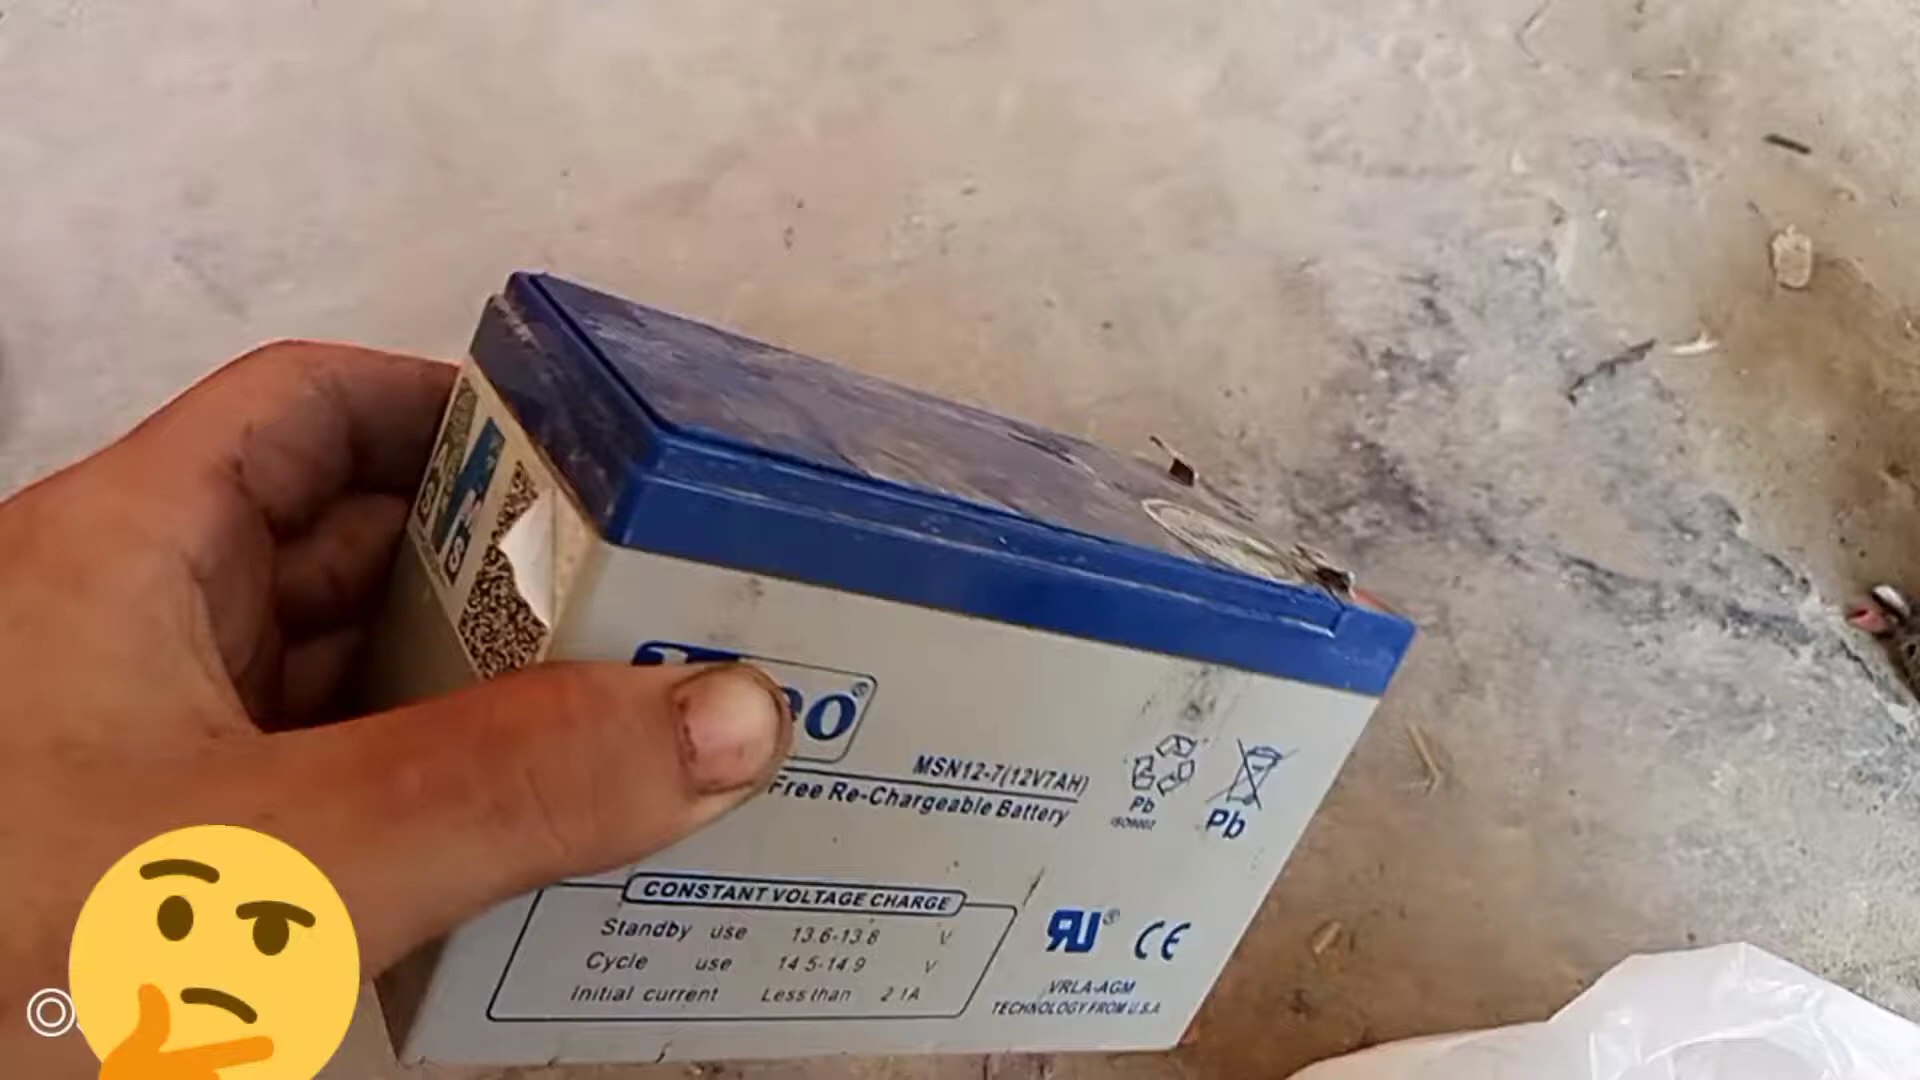 MSN12-7(12V7AH)
Free Re-Chargeable Battery
Pb
ISO9002
Pb
CONSTANT VOLTAGE CHARGE
Standby use 13.6-13.8 V
Cycle use 14.5-14.9 V
Initial current Less than 2.1A
CE
VRLA-AGM
TECHNOLOGY FROM U.S.A